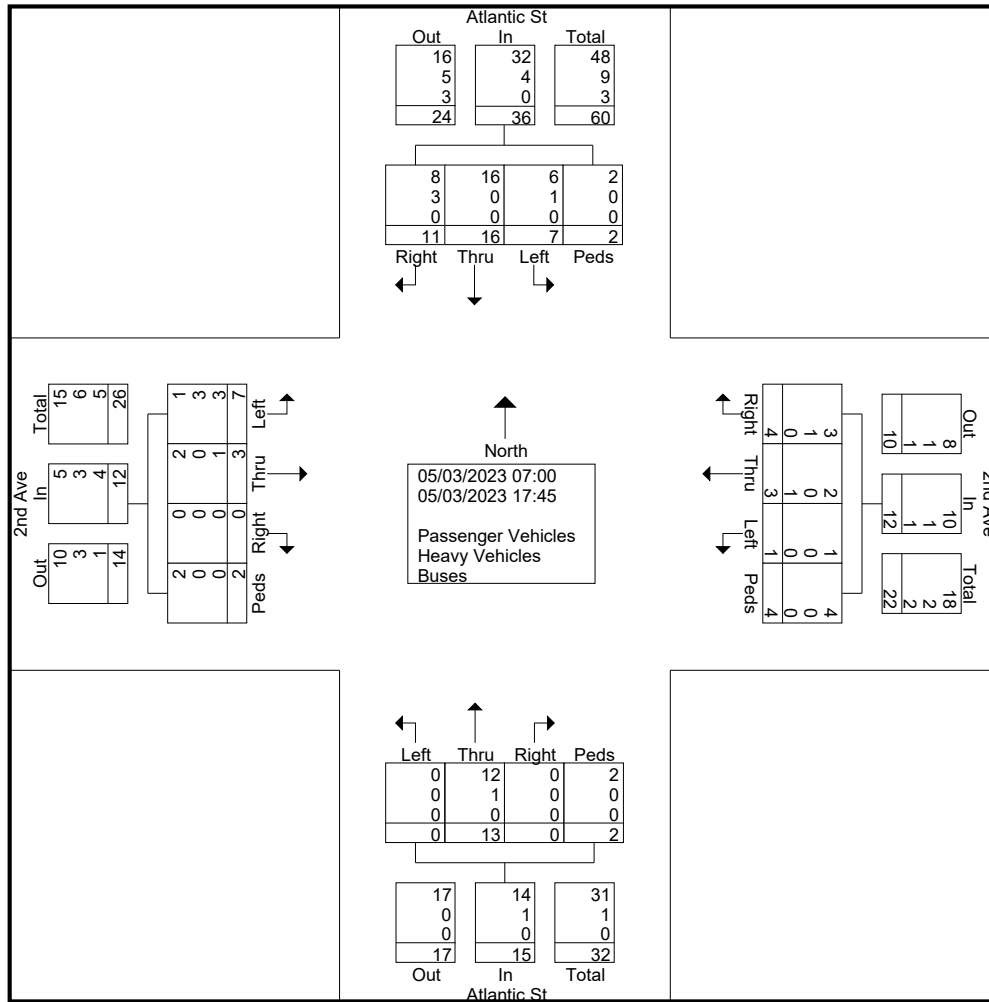 Atlantic St
Out In Total
16 32 48
5 4 9
3 0 3
24 36 60
8 16 6 2
3 0 1 0
0 0 0 0
11 16 7 2
Right Thru Left Peds
2nd Ave
Out In Total
10 5 15
3 3 6
1 4 5
14 12 26
2 0 2 1
0 0 0 3
0 0 1 3
2 0 3 7
Peds Right Thru Left
North
05/03/2023 07:00
05/03/2023 17:45
Passenger Vehicles
Heavy Vehicles
Buses
2nd Ave
Out In Total
8 10 18
1 1 2
1 1 2
10 12 22
3 2 1 4
1 0 0 0
0 1 0 0
4 3 1 4
Right Thru Left Peds
Left Thru Right Peds
0 12 0 2
0 1 0 0
0 0 0 0
0 13 0 2
17 14 31
0 1 1
0 0 0
17 15 32
Out In Total
Atlantic St